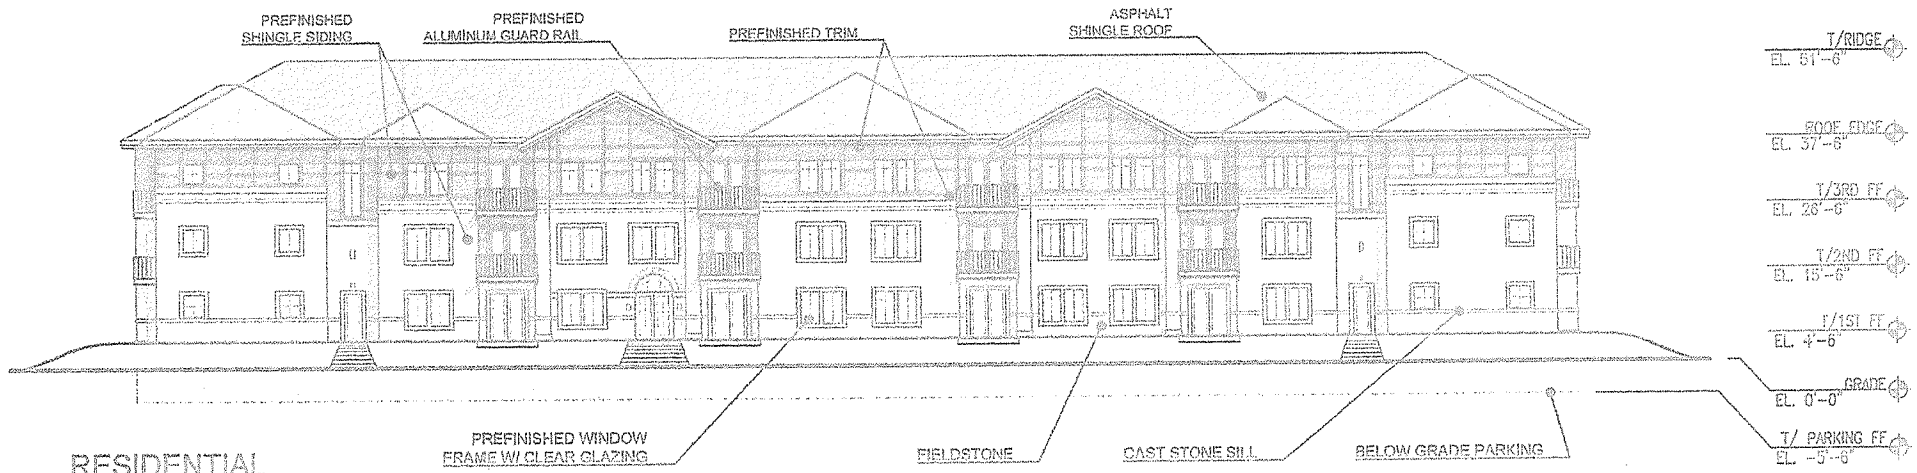 PREFINISHED
SHINGLE SIDING
PREFINISHED
ALUMINUM GUARD RAIL
PREFINISHED TRIM
ASPHALT
SHINGLE ROOF
T/RIDGE
EL. 51'-6"
ROOF EDGE
EL. 37'-6"
T/3RD FF
EL. 26'-6"
T/2ND FF
EL. 15'-6"
T/1ST FF
EL. 4'-6"
GRADE
EL. 0'-0"
T/ PARKING FF
EL. -5'-6"
PREFINISHED WINDOW
FRAME W/ CLEAR GLAZING
FIELDSTONE
CAST STONE SILL
BELOW GRADE PARKING
RESIDENTIAL